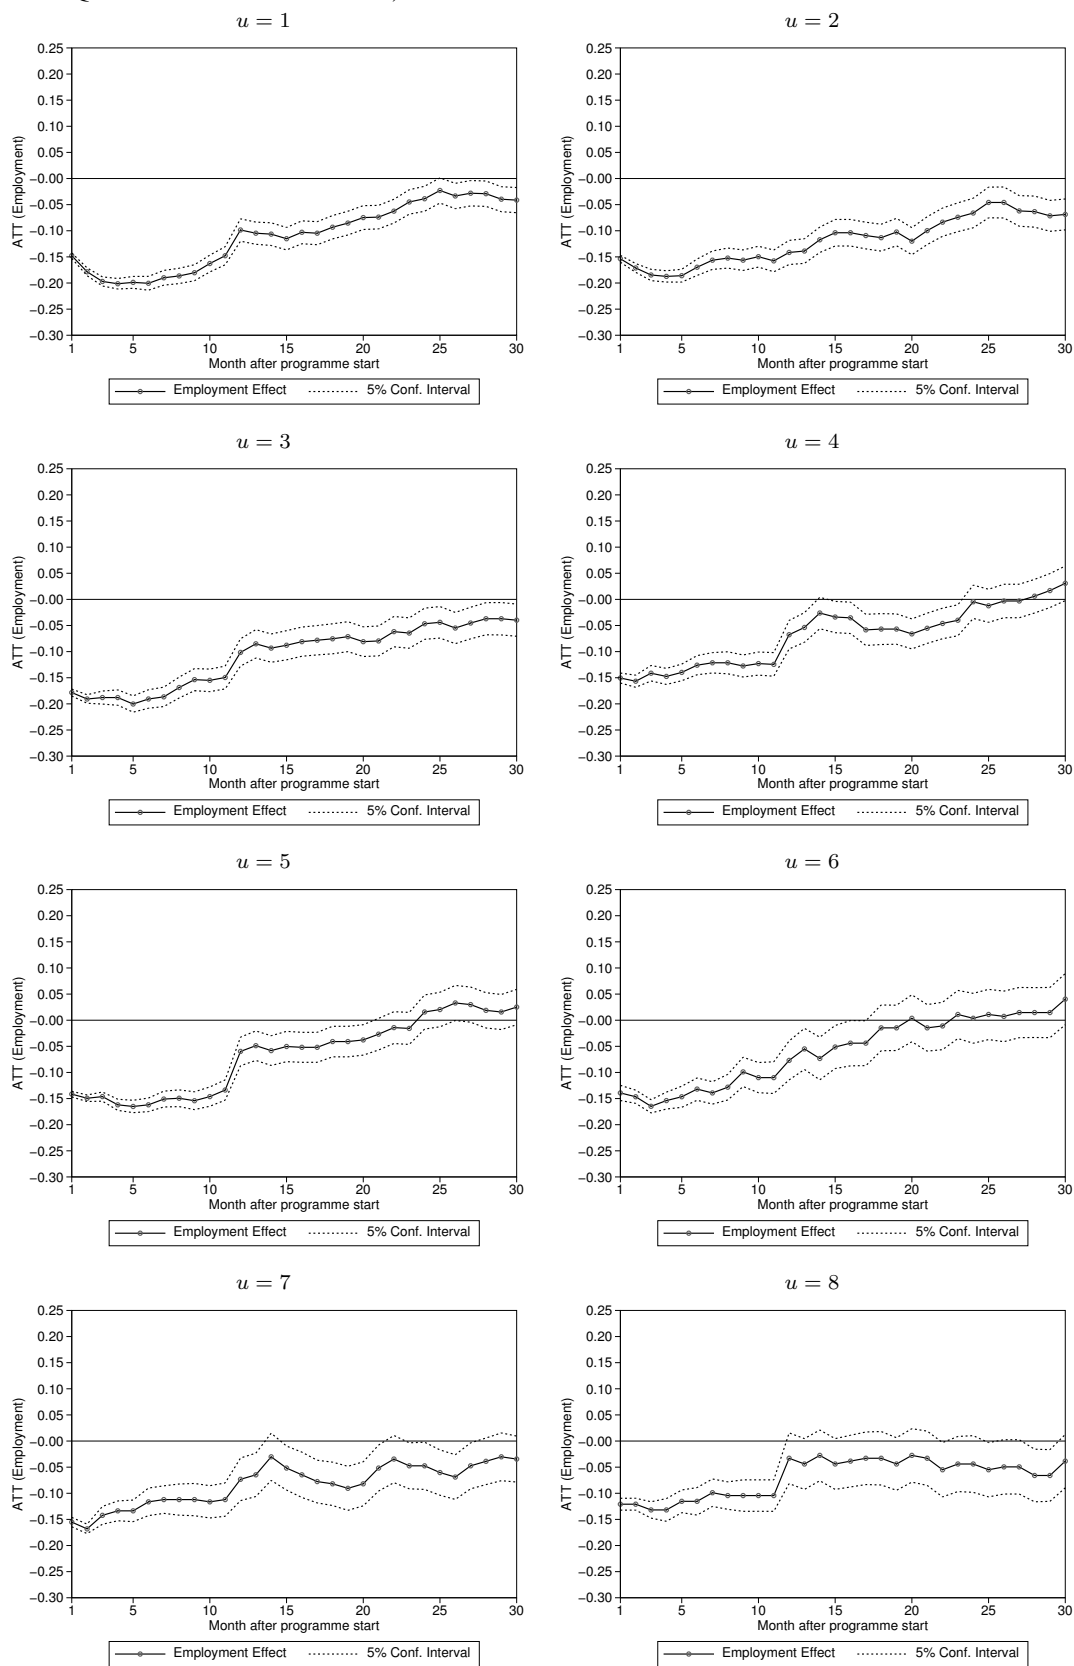 u = 1
u = 2
0.25
0.20
0.15
0.10
0.05
−0.00
−0.05
−0.10
−0.15
−0.20
−0.25
−0.30
ATT (Employment)
1 5 10 15 20 25 30
Month after programme start
Employment Effect 5% Conf. Interval
0.25
0.20
0.15
0.10
0.05
−0.00
−0.05
−0.10
−0.15
−0.20
−0.25
−0.30
ATT (Employment)
1 5 10 15 20 25 30
Month after programme start
Employment Effect 5% Conf. Interval
u = 3
u = 4
0.25
0.20
0.15
0.10
0.05
−0.00
−0.05
−0.10
−0.15
−0.20
−0.25
−0.30
ATT (Employment)
1 5 10 15 20 25 30
Month after programme start
Employment Effect 5% Conf. Interval
0.25
0.20
0.15
0.10
0.05
−0.00
−0.05
−0.10
−0.15
−0.20
−0.25
−0.30
ATT (Employment)
1 5 10 15 20 25 30
Month after programme start
Employment Effect 5% Conf. Interval
u = 5
u = 6
0.25
0.20
0.15
0.10
0.05
−0.00
−0.05
−0.10
−0.15
−0.20
−0.25
−0.30
ATT (Employment)
1 5 10 15 20 25 30
Month after programme start
Employment Effect 5% Conf. Interval
0.25
0.20
0.15
0.10
0.05
−0.00
−0.05
−0.10
−0.15
−0.20
−0.25
−0.30
ATT (Employment)
1 5 10 15 20 25 30
Month after programme start
Employment Effect 5% Conf. Interval
u = 7
u = 8
0.25
0.20
0.15
0.10
0.05
−0.00
−0.05
−0.10
−0.15
−0.20
−0.25
−0.30
ATT (Employment)
1 5 10 15 20 25 30
Month after programme start
Employment Effect 5% Conf. Interval
0.25
0.20
0.15
0.10
0.05
−0.00
−0.05
−0.10
−0.15
−0.20
−0.25
−0.30
ATT (Employment)
1 5 10 15 20 25 30
Month after programme start
Employment Effect 5% Conf. Interval